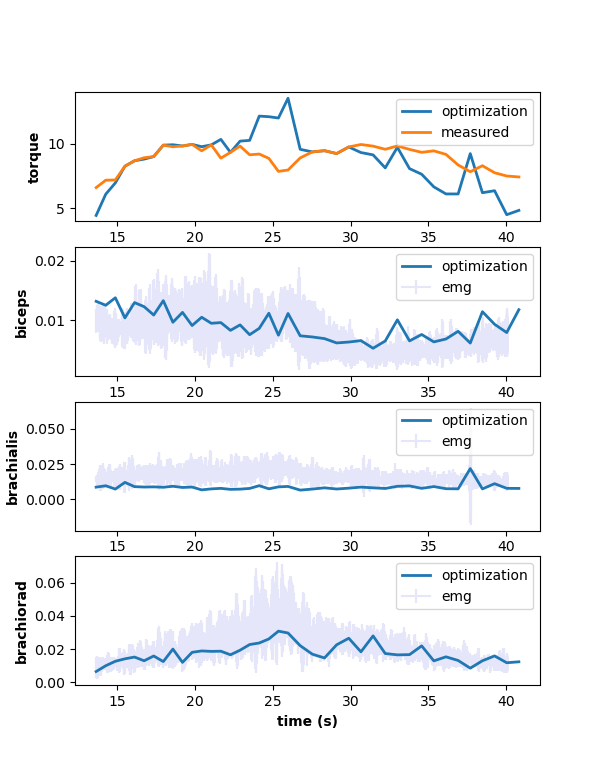 optimization
measured
torque
10
5
15 20 25 30 35 40
optimization
emg
biceps
0.02
0.01
15 20 25 30 35 40
optimization
emg
brachialis
0.050
0.025
0.000
15 20 25 30 35 40
optimization
emg
brachiorad
0.06
0.04
0.02
0.00
15 20 25 30 35 40
time (s)